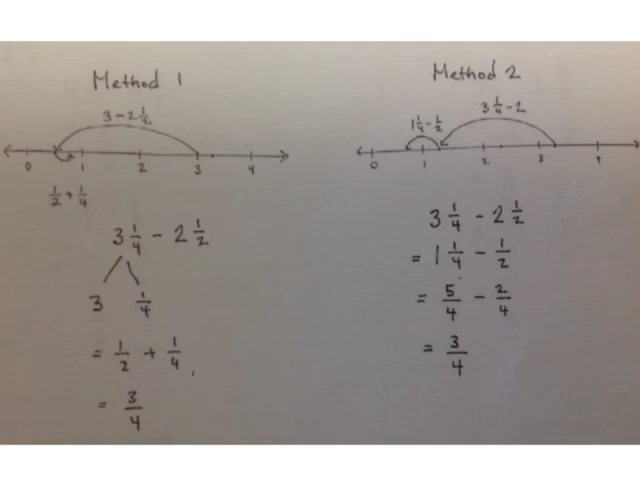 Method 1
3 - 2 1/2
0 1 2 3 4
1/2 + 1/4
3 1/4 - 2 1/2
3 1/4
= 1/2 + 1/4
= 3/4
Method 2
3 1/4 - 2
1 1/4 - 1/2
0 1 2 3 4
3 1/4 - 2 1/2
= 1 1/4 - 1/2
= 5/4 - 2/4
= 3/4